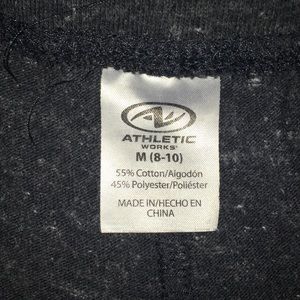 ATHLETIC
WORKS®
M (8-10)
55% Cotton/Algodón
45% Polyester/Poliéster
MADE IN/HECHO EN
CHINA